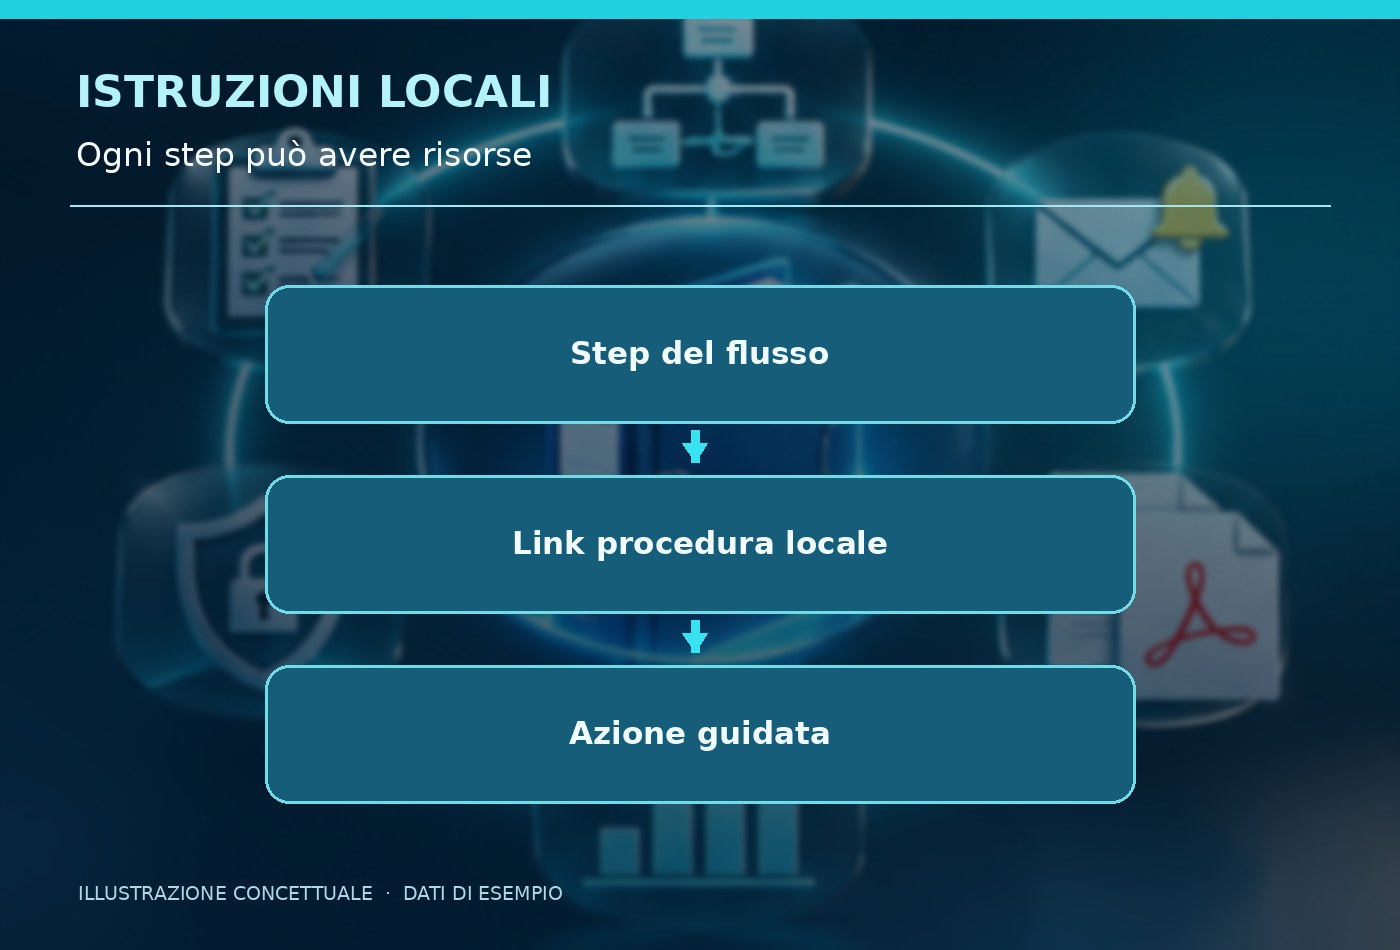 ISTRUZIONI LOCALI
Ogni step può avere risorse
Step del flusso
Link procedura locale
Azione guidata
ILLUSTRAZIONE CONCETTUALE · DATI DI ESEMPIO